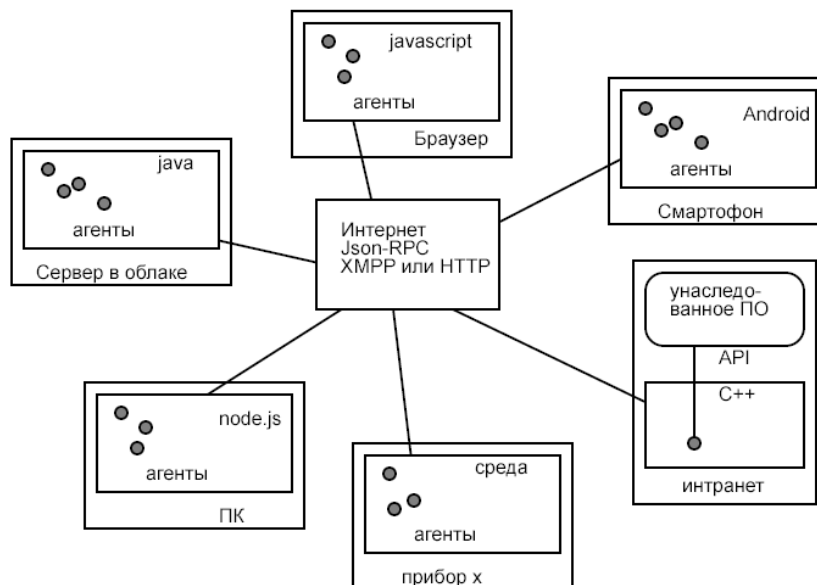 javascript
агенты
Браузер
java
агенты
Сервер в облаке
Android
агенты
Смартофон
Интернет
Json-RPC
XMPP или HTTP
унаследо-
ванное ПО
API
C++
интранет
node.js
агенты
ПК
среда
агенты
прибор x